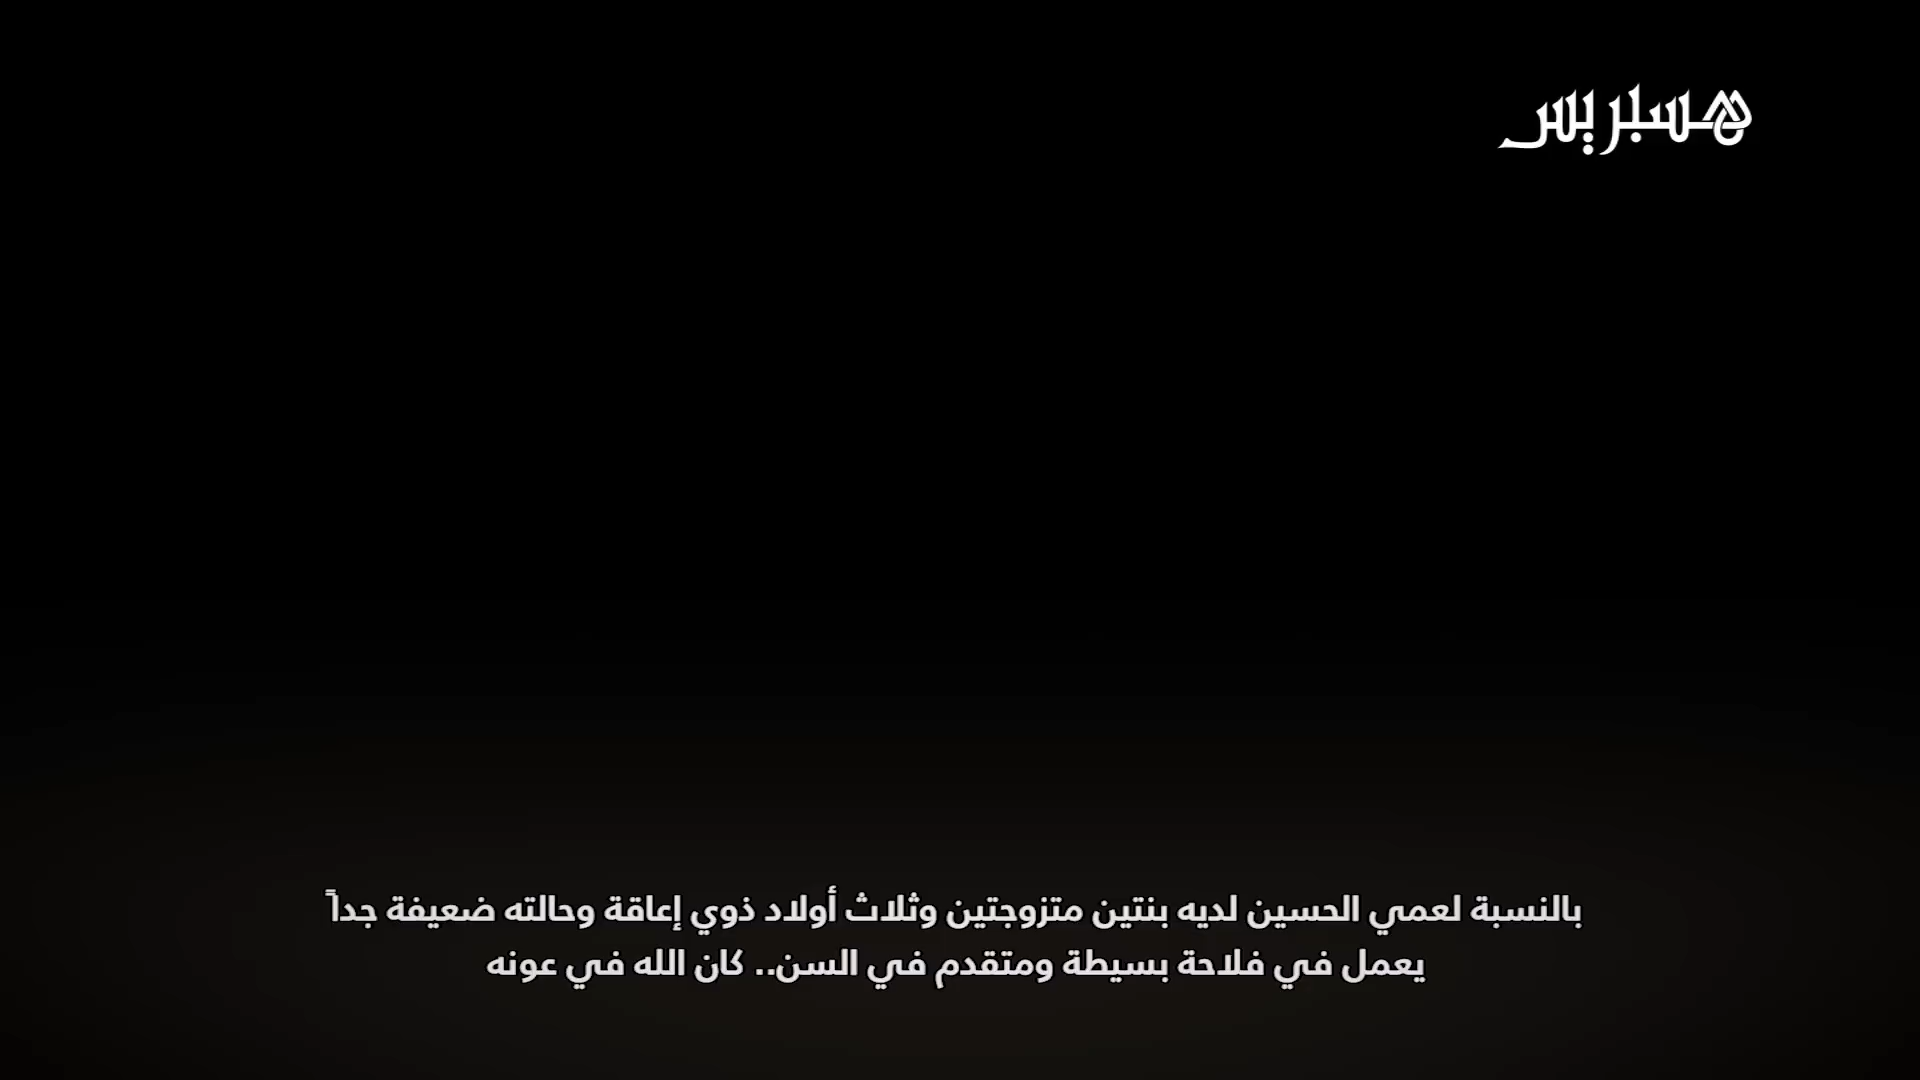 هسبريس
بالنسبة لعمي الحسين لديه بنتين متزوجتين وثلاث أولاد ذوي إعاقة وحالته ضعيفة جداً
يعمل في فلاحة بسيطة ومتقدم في السن.. كان الله في عونه